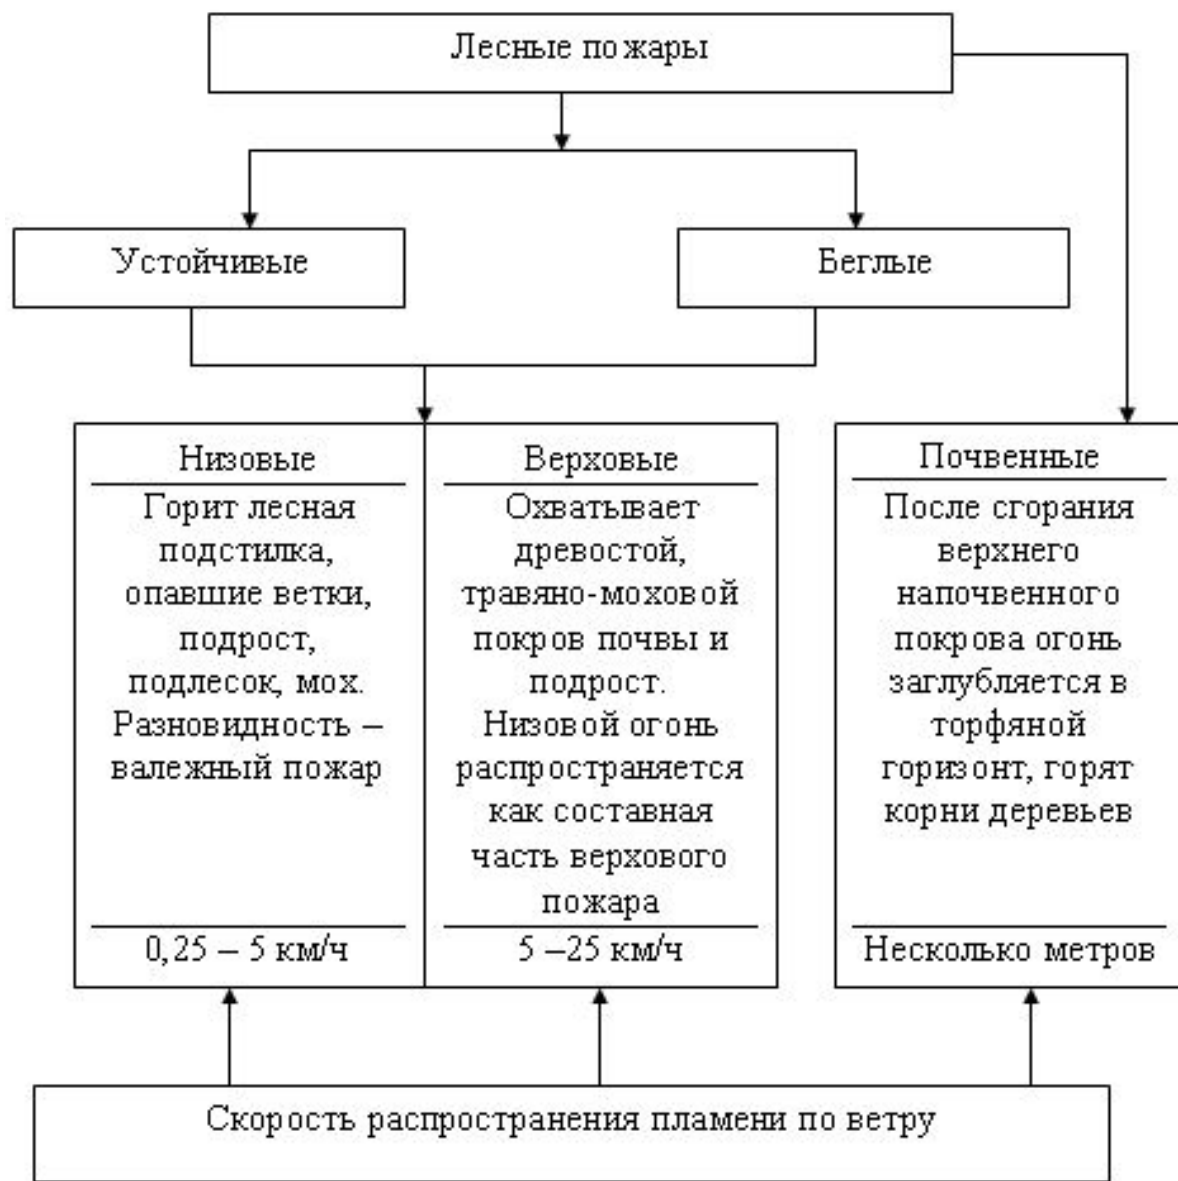 Лесные пожары
Устойчивые
Беглые
Низовые
Горит лесная
подстилка,
опавшие ветки,
подрост,
подлесок, мох.
Разновидность –
валежный пожар
0,25 – 5 км/ч
Верховые
Охватывает
древостой,
травяно-моховой
покров почвы и
подрост.
Низовой огонь
распространяется
как составная
часть верхового
пожара
5 –25 км/ч
Почвенные
После сгорания
верхнего
напочвенного
покрова огонь
заглубляется в
торфяной
горизонт, горят
корни деревьев
Несколько метров
Скорость распространения пламени по ветру